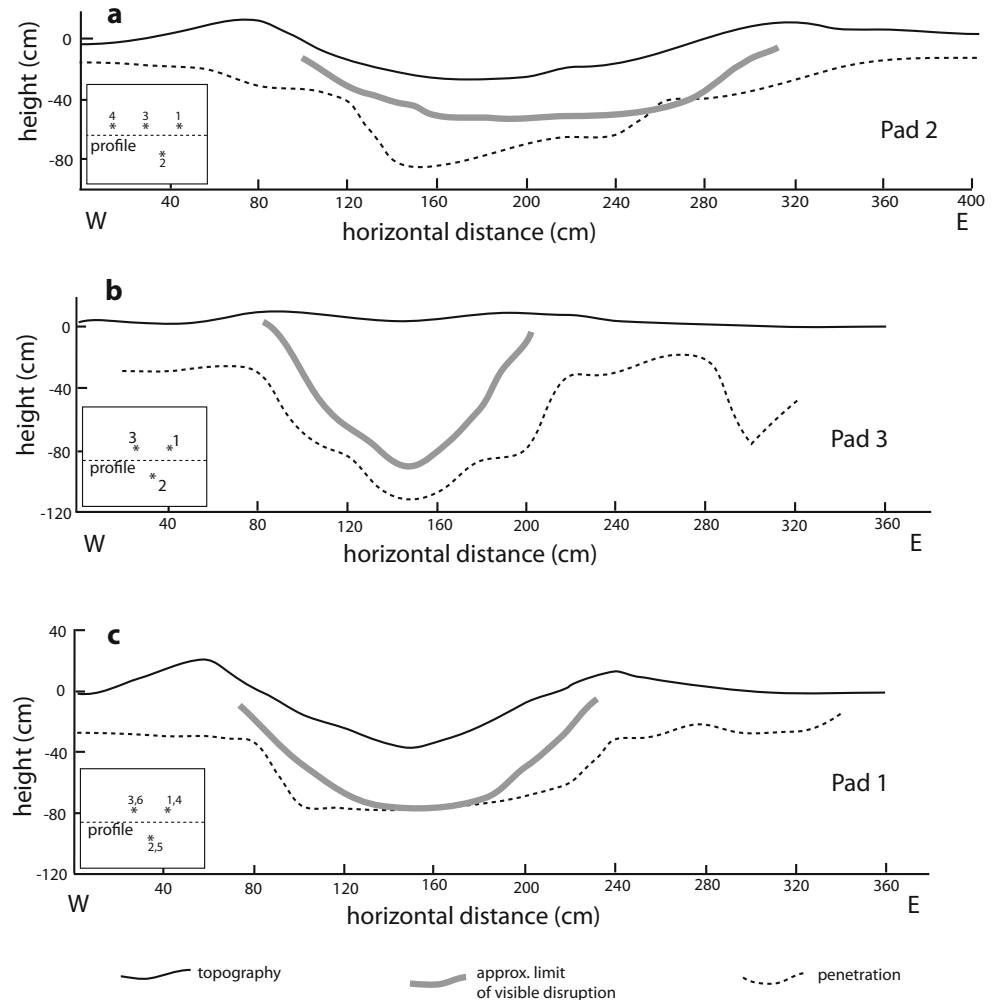 a
height (cm)
0
-40
-80
4 3 1
* * *
profile
*
2
Pad 2
40 80 120 160 200 240 280 320 360 400
W E
horizontal distance (cm)
b
height (cm)
0
-40
-80
-120
3 1
* *
profile
* 2
Pad 3
40 80 120 160 200 240 280 320 360
W E
horizontal distance (cm)
c
height (cm)
40
0
-40
-80
-120
3,6 1,4
* *
profile
*
2,5
Pad 1
40 80 120 160 200 240 280 320 360
W E
horizontal distance (cm)
topography
approx. limit
of visible disruption
penetration